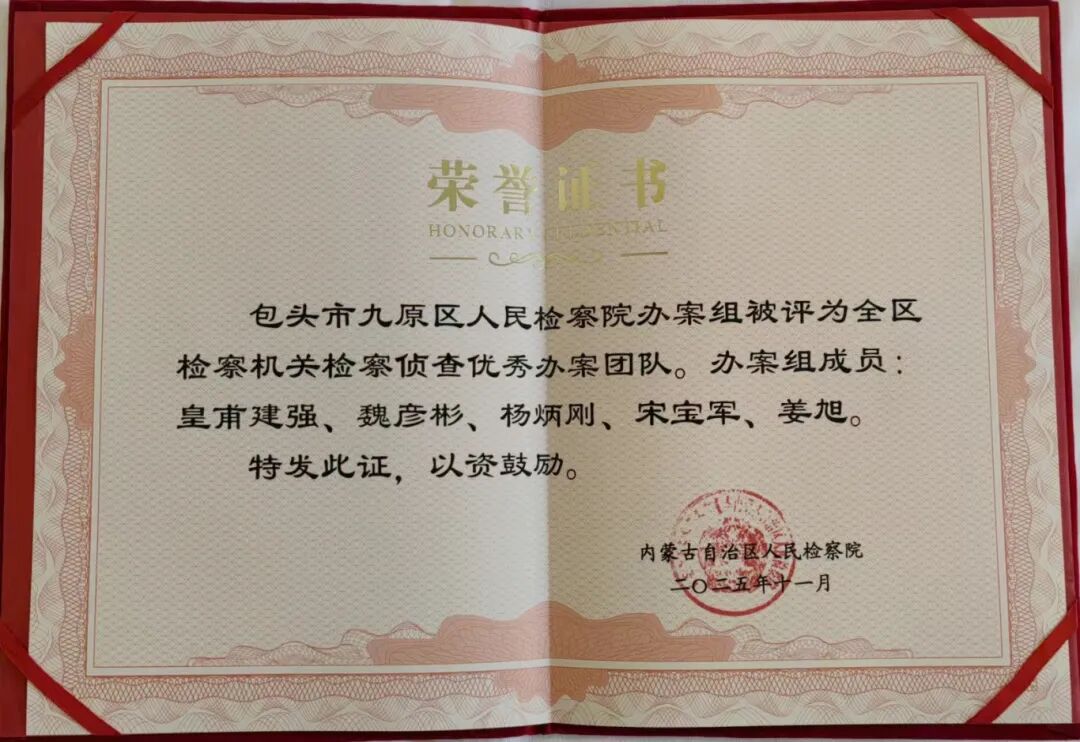 荣誉证书
HONORARY CREDENTIAL
包头市九原区人民检察院办案组被评为全区
检察机关检察侦查优秀办案团队。办案组成员：
皇甫建强、魏彦彬、杨炳刚、宋宝军、姜旭。
特发此证，以资鼓励。
内蒙古自治区人民检察院
二〇二五年十一月